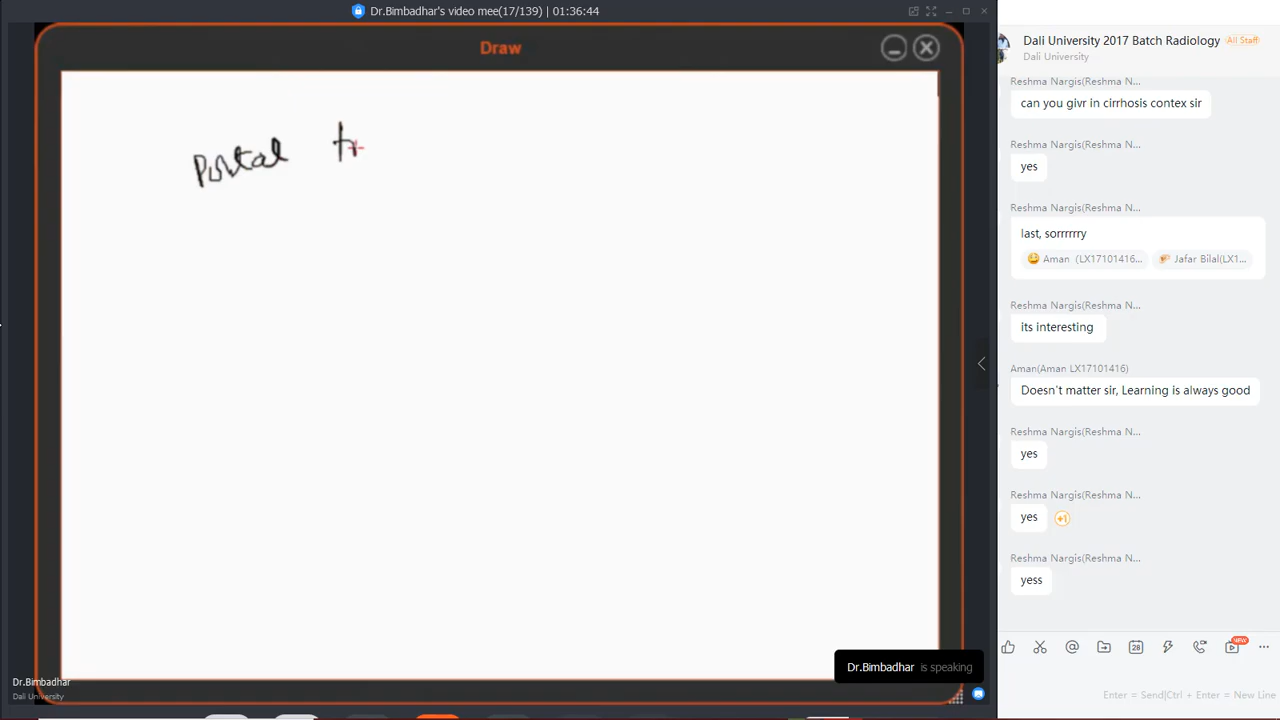 Dr.Bimbadhar's video mee(17/139) | 01:36:44
Draw
Portal tr
Dr.Bimbadhar is speaking
Dr.Bimbadhar
Dali University
Dali University 2017 Batch Radiology All Staff
Dali University
Reshma Nargis(Reshma N...
can you givr in cirrhosis contex sir
Reshma Nargis(Reshma N...
yes
Reshma Nargis(Reshma N...
last, sorrrrrry
Aman (LX17101416... Jafar Bilal(LX1...
Reshma Nargis(Reshma N...
its interesting
Aman(Aman LX17101416)
Doesn't matter sir, Learning is always good
Reshma Nargis(Reshma N...
yes
Reshma Nargis(Reshma N...
yes +1
Reshma Nargis(Reshma N...
yess
28 NEW
Enter = Send|Ctrl + Enter = New Line